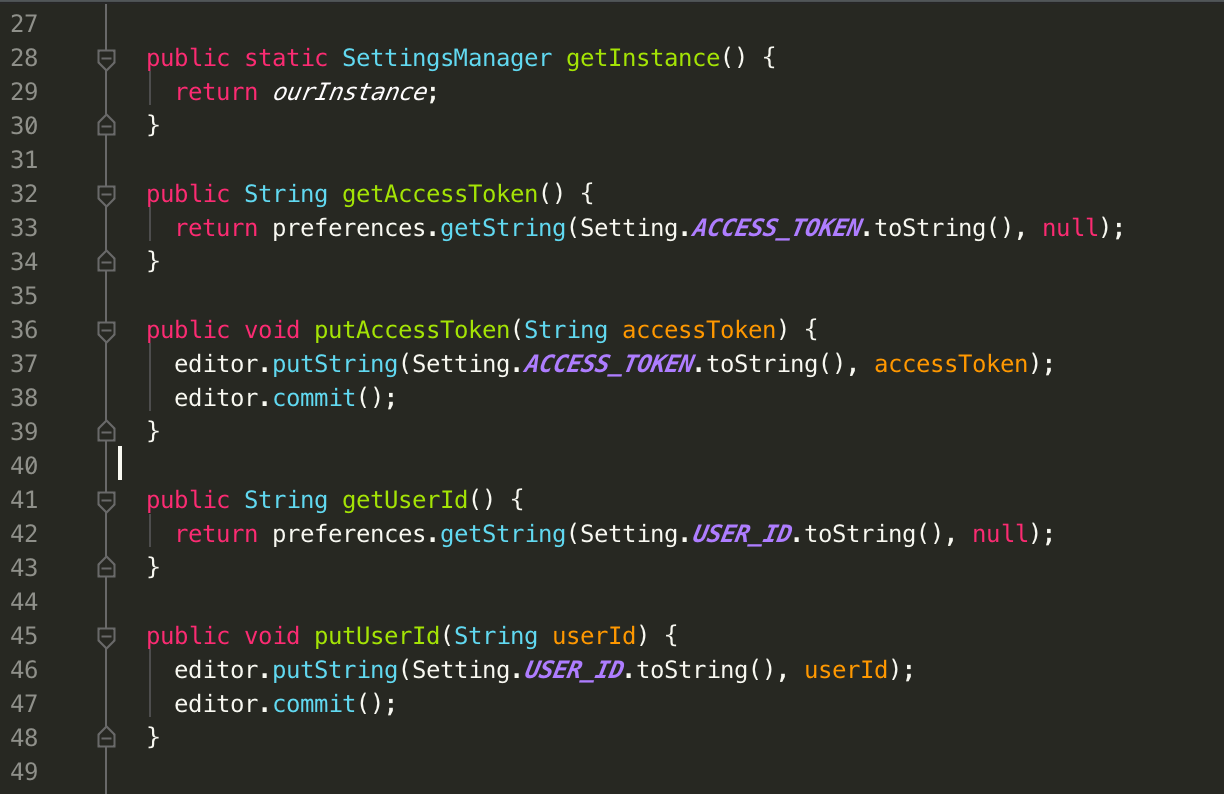 27
28 public static SettingsManager getInstance() {
29 return ourInstance;
30 }
31
32 public String getAccessToken() {
33 return preferences.getString(Setting.ACCESS_TOKEN.toString(), null);
34 }
35
36 public void putAccessToken(String accessToken) {
37 editor.putString(Setting.ACCESS_TOKEN.toString(), accessToken);
38 editor.commit();
39 }
40
41 public String getUserId() {
42 return preferences.getString(Setting.USER_ID.toString(), null);
43 }
44
45 public void putUserId(String userId) {
46 editor.putString(Setting.USER_ID.toString(), userId);
47 editor.commit();
48 }
49